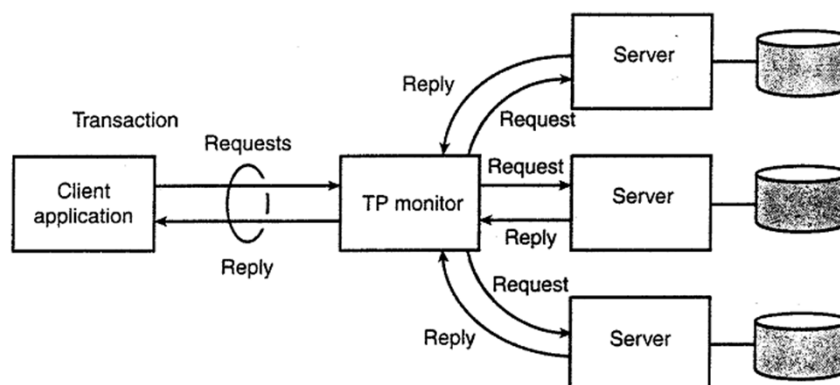 Server
Reply
Transaction
Request
Requests
Request
Client
application
TP monitor
Server
Reply
Reply
Request
Reply
Server